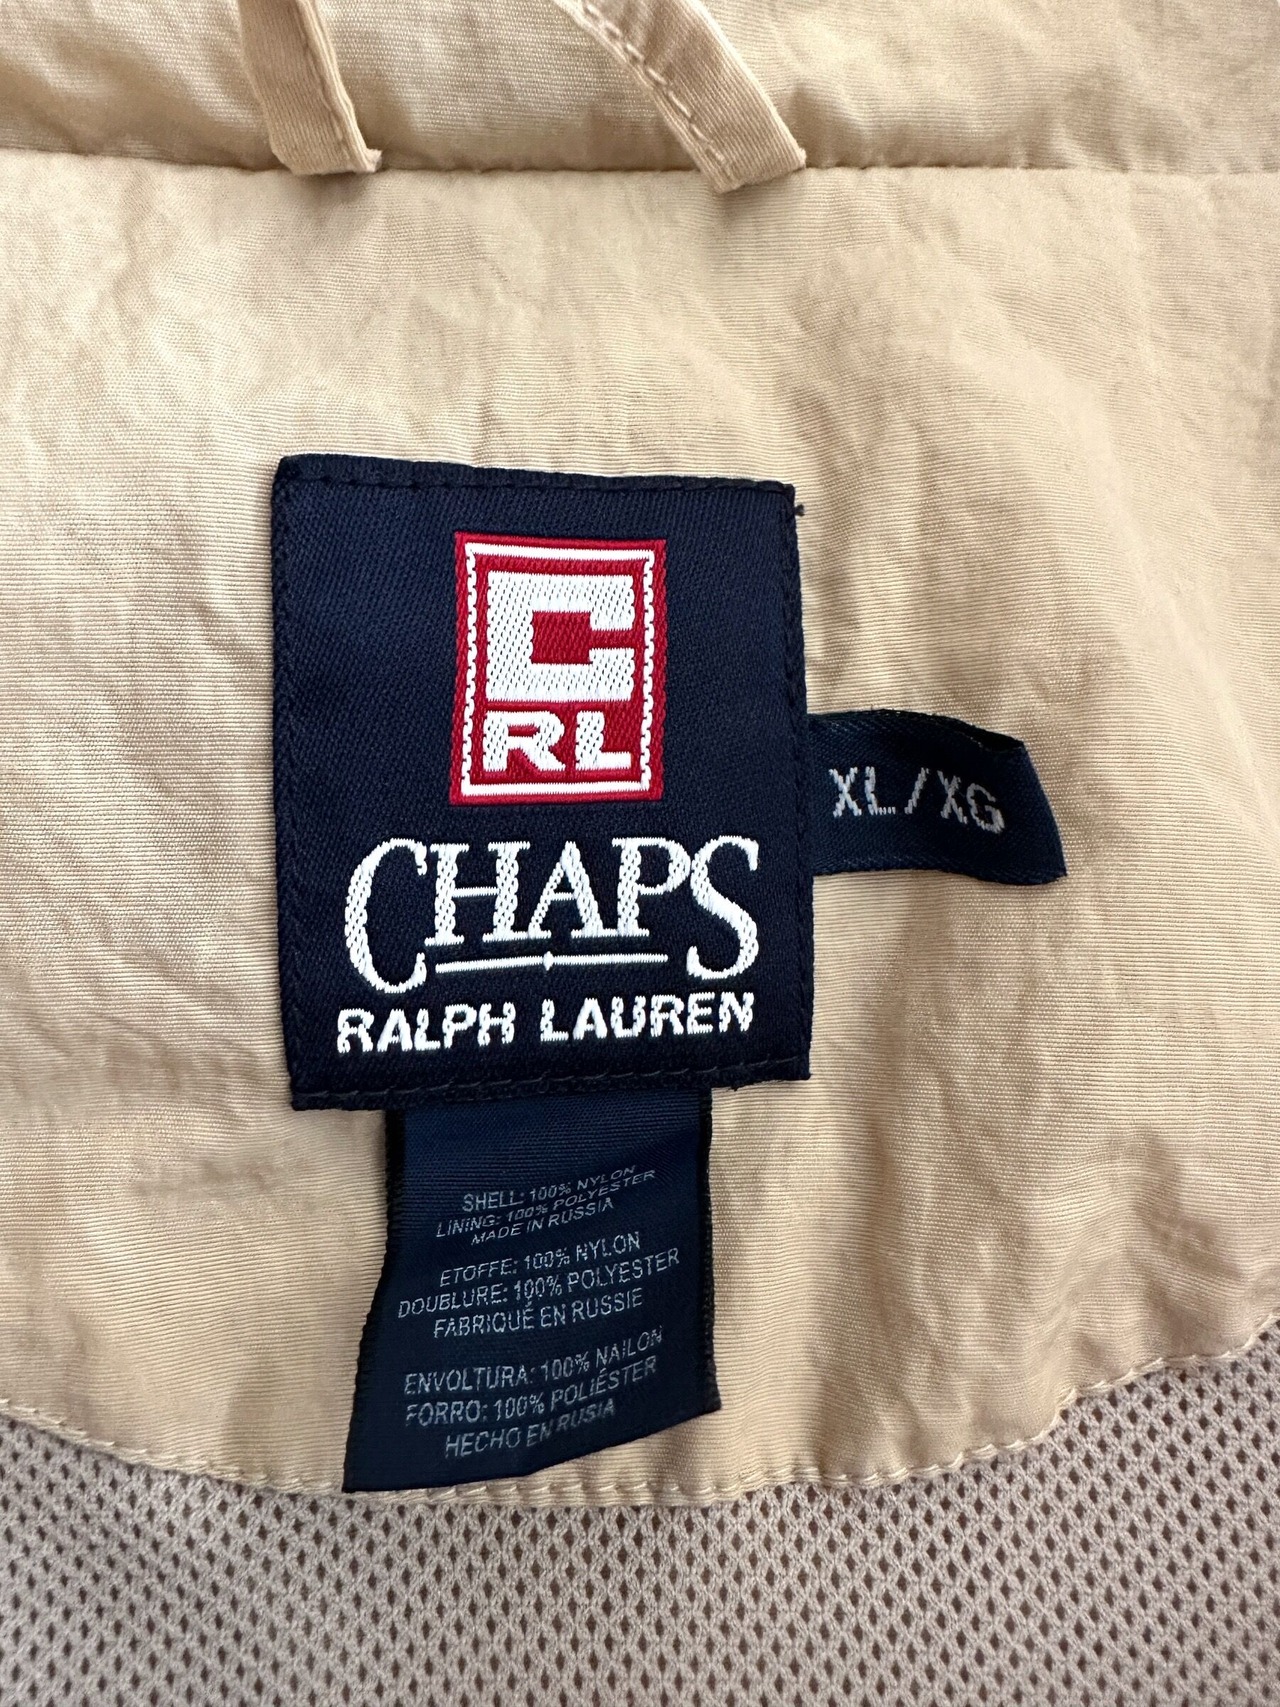 C
RL
CHAPS
RALPH LAUREN
XL/XG
SHELL: 100% NYLON
LINING: 100% POLYESTER
MADE IN RUSSIA
ETOFFE: 100% NYLON
DOUBLURE: 100% POLYESTER
FABRIQUÉ EN RUSSIE
ENVOLTURA: 100% NAILON
FORRO: 100% POLIÉSTER
HECHO EN RUSIA